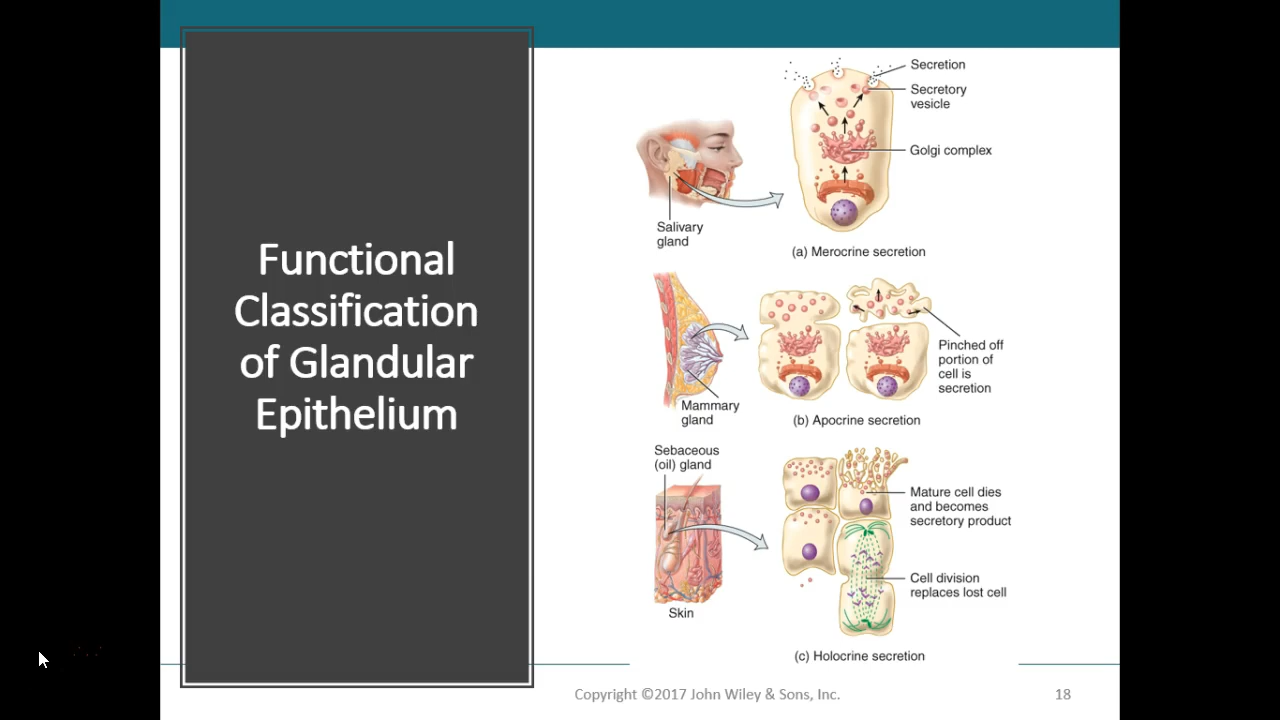 Functional
Classification
of Glandular
Epithelium
Secretion
Secretory
vesicle
Golgi complex
Salivary
gland
(a) Merocrine secretion
Pinched off
portion of
cell is
secretion
Mammary
gland
(b) Apocrine secretion
Sebaceous
(oil) gland
Mature cell dies
and becomes
secretory product
Cell division
replaces lost cell
Skin
(c) Holocrine secretion
Copyright ©2017 John Wiley & Sons, Inc.
18